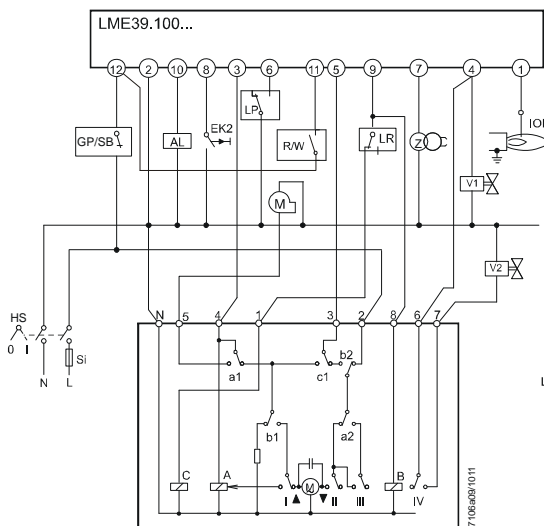 LME39.100...
12 2 10 8 3 6 11 5 9 7 4 1
LP EK2 ION
GP/SB AL R/W LR Z
V1
M
V2
HS
0 I
Si
N L
N 5 4 1 3 2 8 6 7
a1 c1 b2
b1 a2
C A I M II III B IV
7106a09/1011